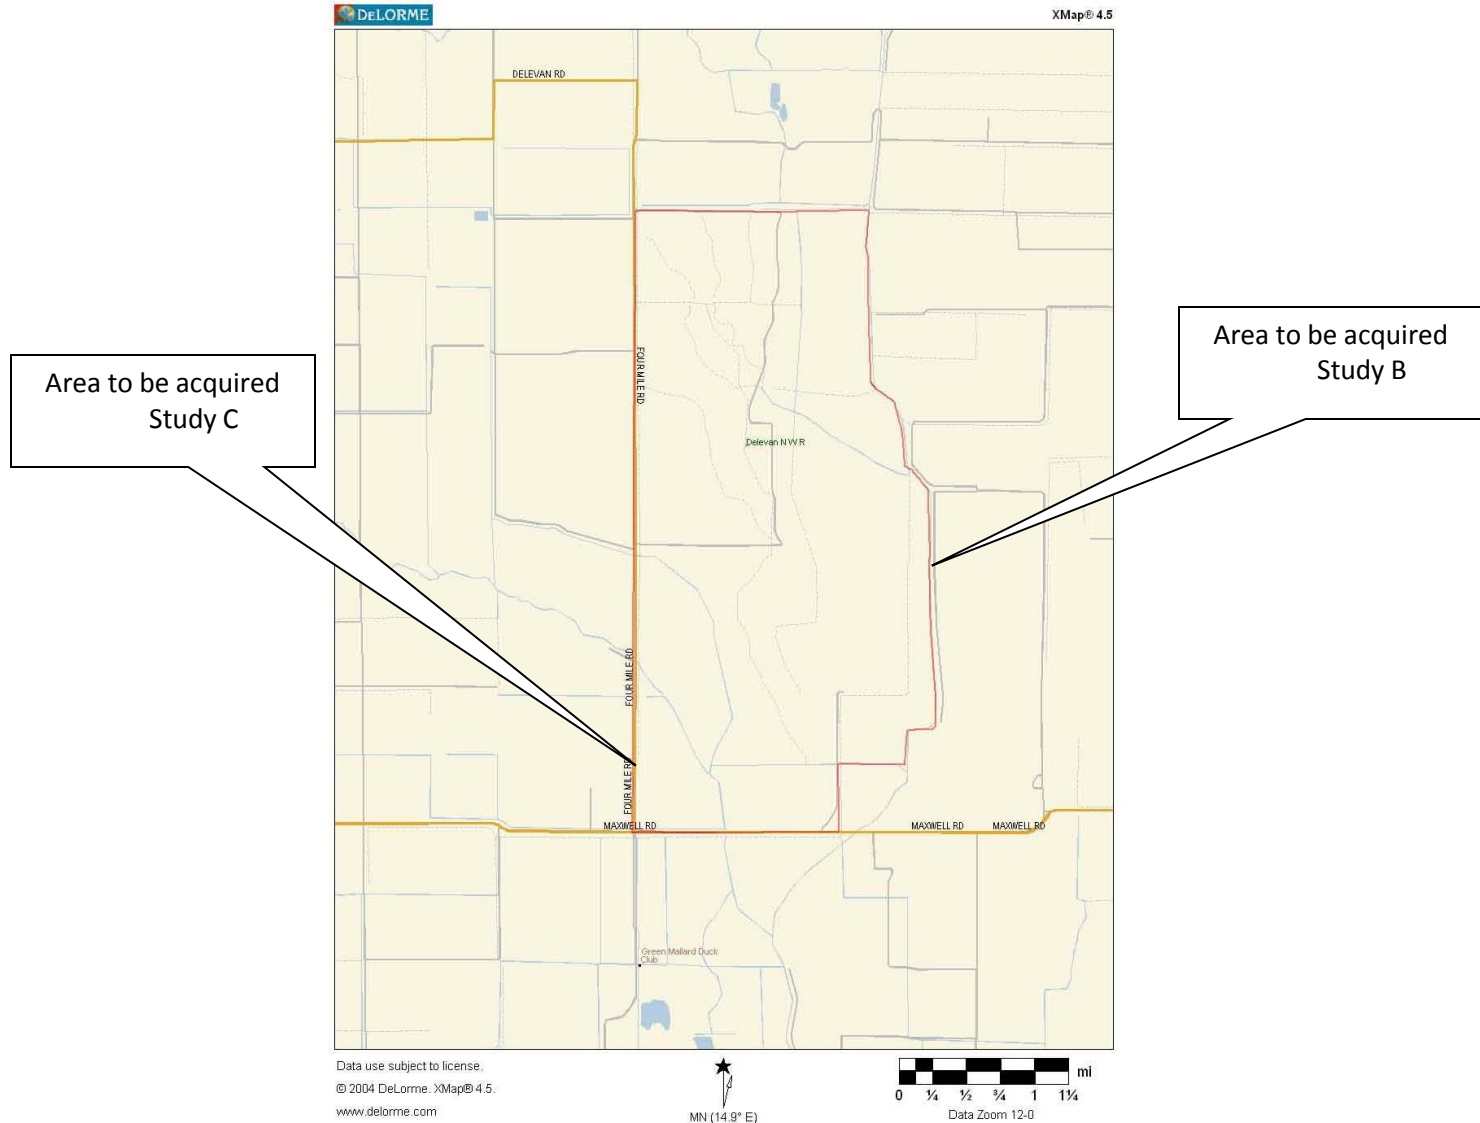 DELORME
XMap® 4.5
DELEVAN RD
Area to be acquired
Study B
Area to be acquired
Study C
FOUR MILE RD
Delevan N W R
FOUR MILE RD
FOUR MILE RD
MAXWELL RD
MAXWELL RD
MAXWELL RD
Green Mallard Duck
Club
Data use subject to license.
© 2004 DeLorme. XMap® 4.5.
www.delorme.com
MN (14.9° E)
mi
0 ¼ ½ ¾ 1 1¼
Data Zoom 12-0